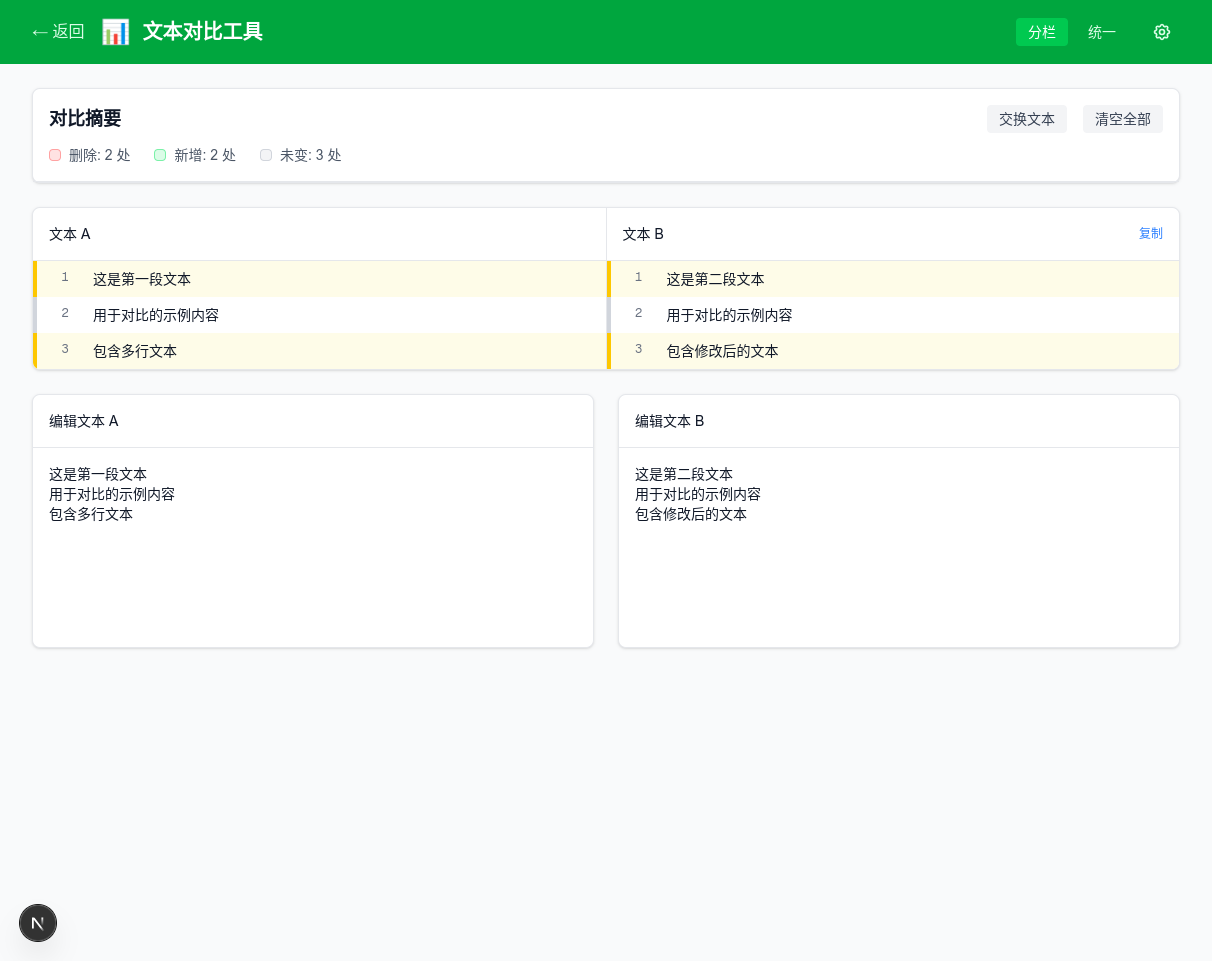 ← 返回 📊 文本对比工具 分栏 统一
对比摘要 交换文本 清空全部
删除: 2 处 新增: 2 处 未变: 3 处
文本 A 文本 B 复制
1 这是第一段文本 1 这是第二段文本
2 用于对比的示例内容 2 用于对比的示例内容
3 包含多行文本 3 包含修改后的文本
编辑文本 A 编辑文本 B
这是第一段文本 这是第二段文本
用于对比的示例内容 用于对比的示例内容
包含多行文本 包含修改后的文本
N